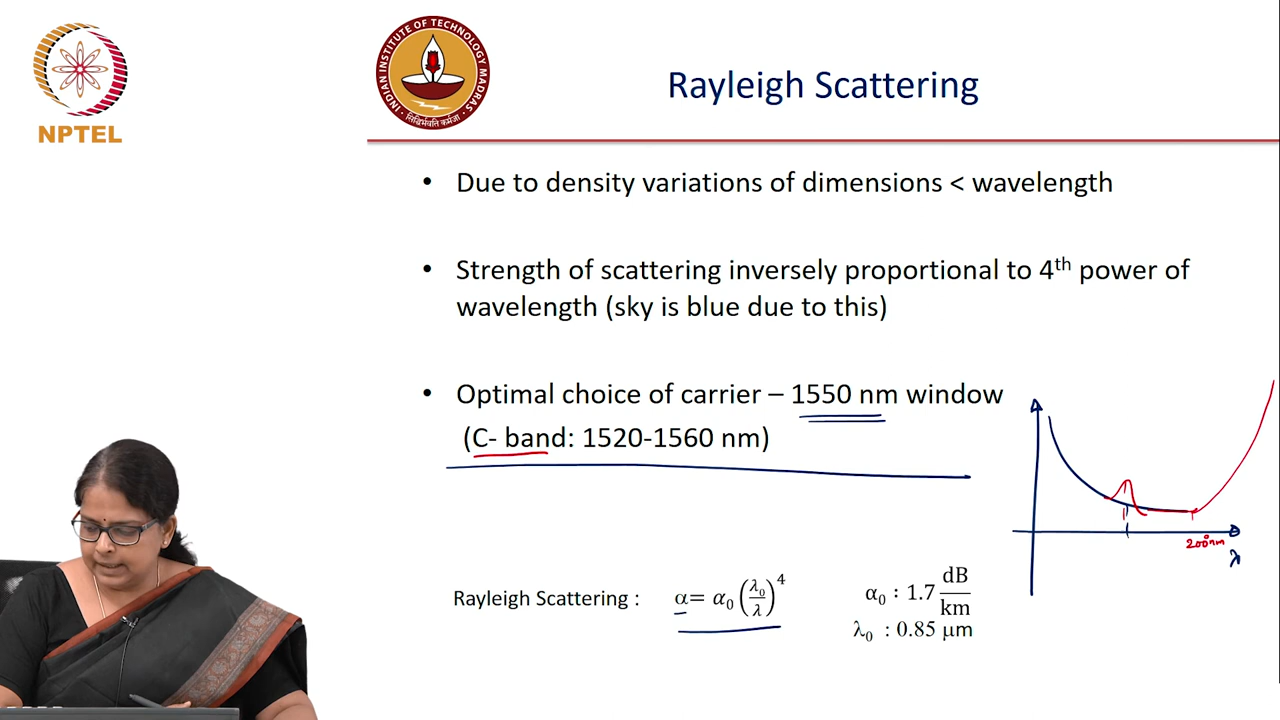 NPTEL
INDIAN INSTITUTE OF TECHNOLOGY MADRAS
सिद्धिर्भवति कर्मजा
Rayleigh Scattering
• Due to density variations of dimensions < wavelength
• Strength of scattering inversely proportional to 4th power of
wavelength (sky is blue due to this)
• Optimal choice of carrier – 1550 nm window
(C- band: 1520-1560 nm)
200nm
λ
Rayleigh Scattering : α= α₀ (λ₀/λ)⁴
α₀ : 1.7 dB/km
λ₀ : 0.85 μm